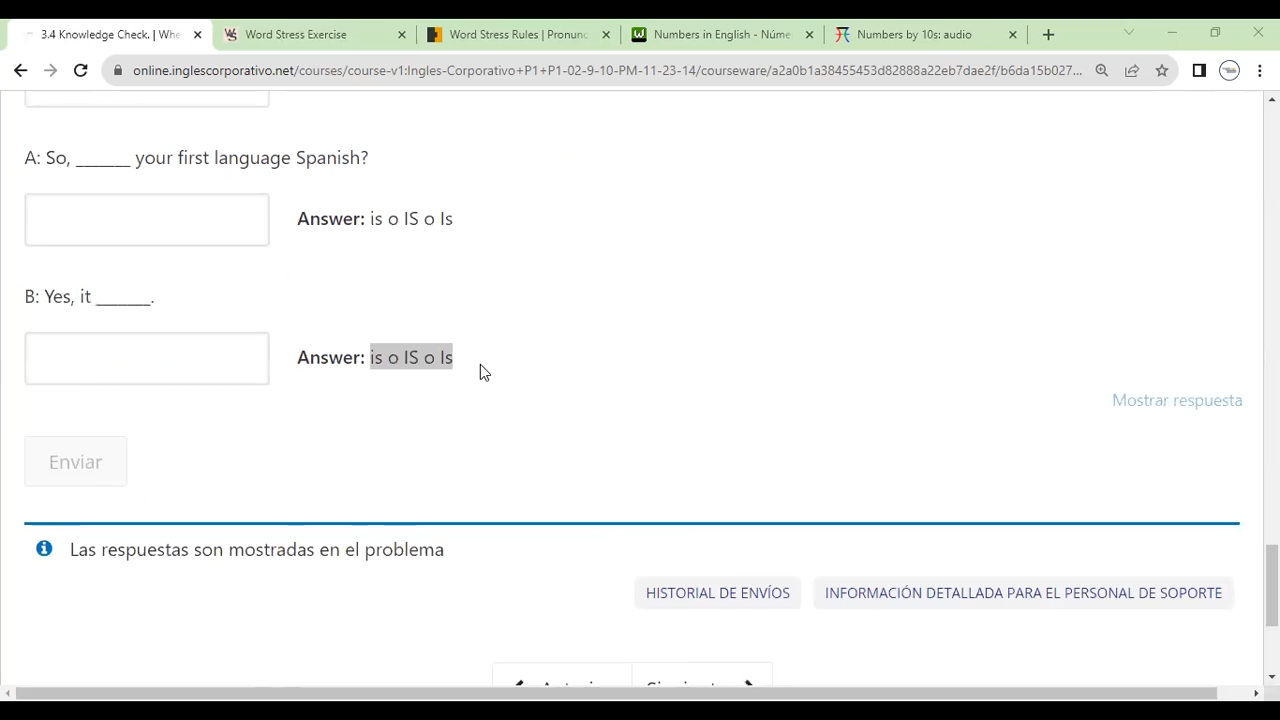 3.4 Knowledge Check. | Whe
Word Stress Exercise
Word Stress Rules | Pronunc
Numbers in English - Núme
Numbers by 10s: audio
online.inglescorporativo.net/courses/course-v1:Ingles-Corporativo+P1+P1-02-9-10-PM-11-23-14/courseware/a2a0b1a38455453d82888a22eb7dae2f/b6da15b027...
A: So, ______ your first language Spanish?
Answer: is o IS o Is
B: Yes, it ______.
Answer: is o IS o Is
Mostrar respuesta
Enviar
Las respuestas son mostradas en el problema
HISTORIAL DE ENVÍOS
INFORMACIÓN DETALLADA PARA EL PERSONAL DE SOPORTE